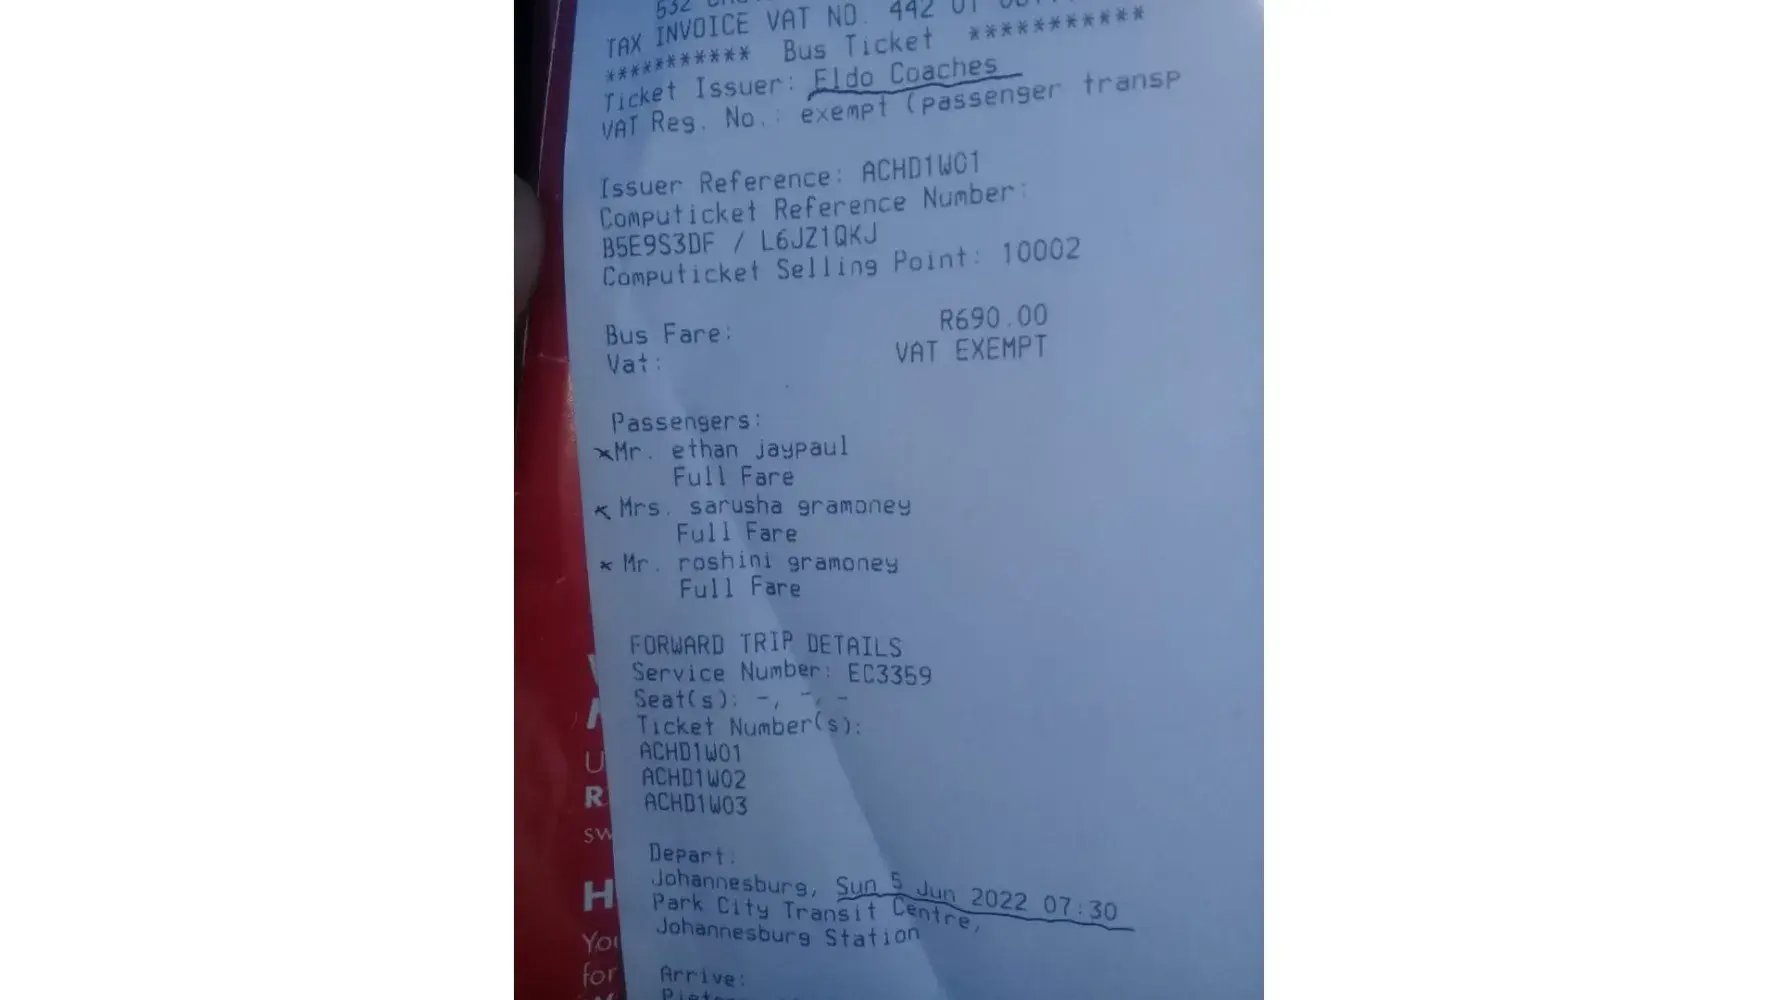 TAX INVOICE VAT NO. 442
*********** Bus Ticket ***********
Ticket Issuer: Eldo Coaches
VAT Reg. No.: exempt (passenger transp
Issuer Reference: ACHD1W01
Computicket Reference Number:
B5E9S3DF / L6JZ1QKJ
Computicket Selling Point: 10002
Bus Fare: R690.00
Vat: VAT EXEMPT
Passengers:
Mr. ethan jaypaul
Full Fare
Mrs. sarusha gramoney
Full Fare
Mr. roshini gramoney
Full Fare
FORWARD TRIP DETAILS
Service Number: EC3359
Seat(s): -, -, -
Ticket Number(s):
ACHD1W01
ACHD1W02
ACHD1W03
Depart:
Johannesburg, Sun 5 Jun 2022 07:30
Park City Transit Centre,
Johannesburg Station
Arrive:
U
R
sw
H
You
for